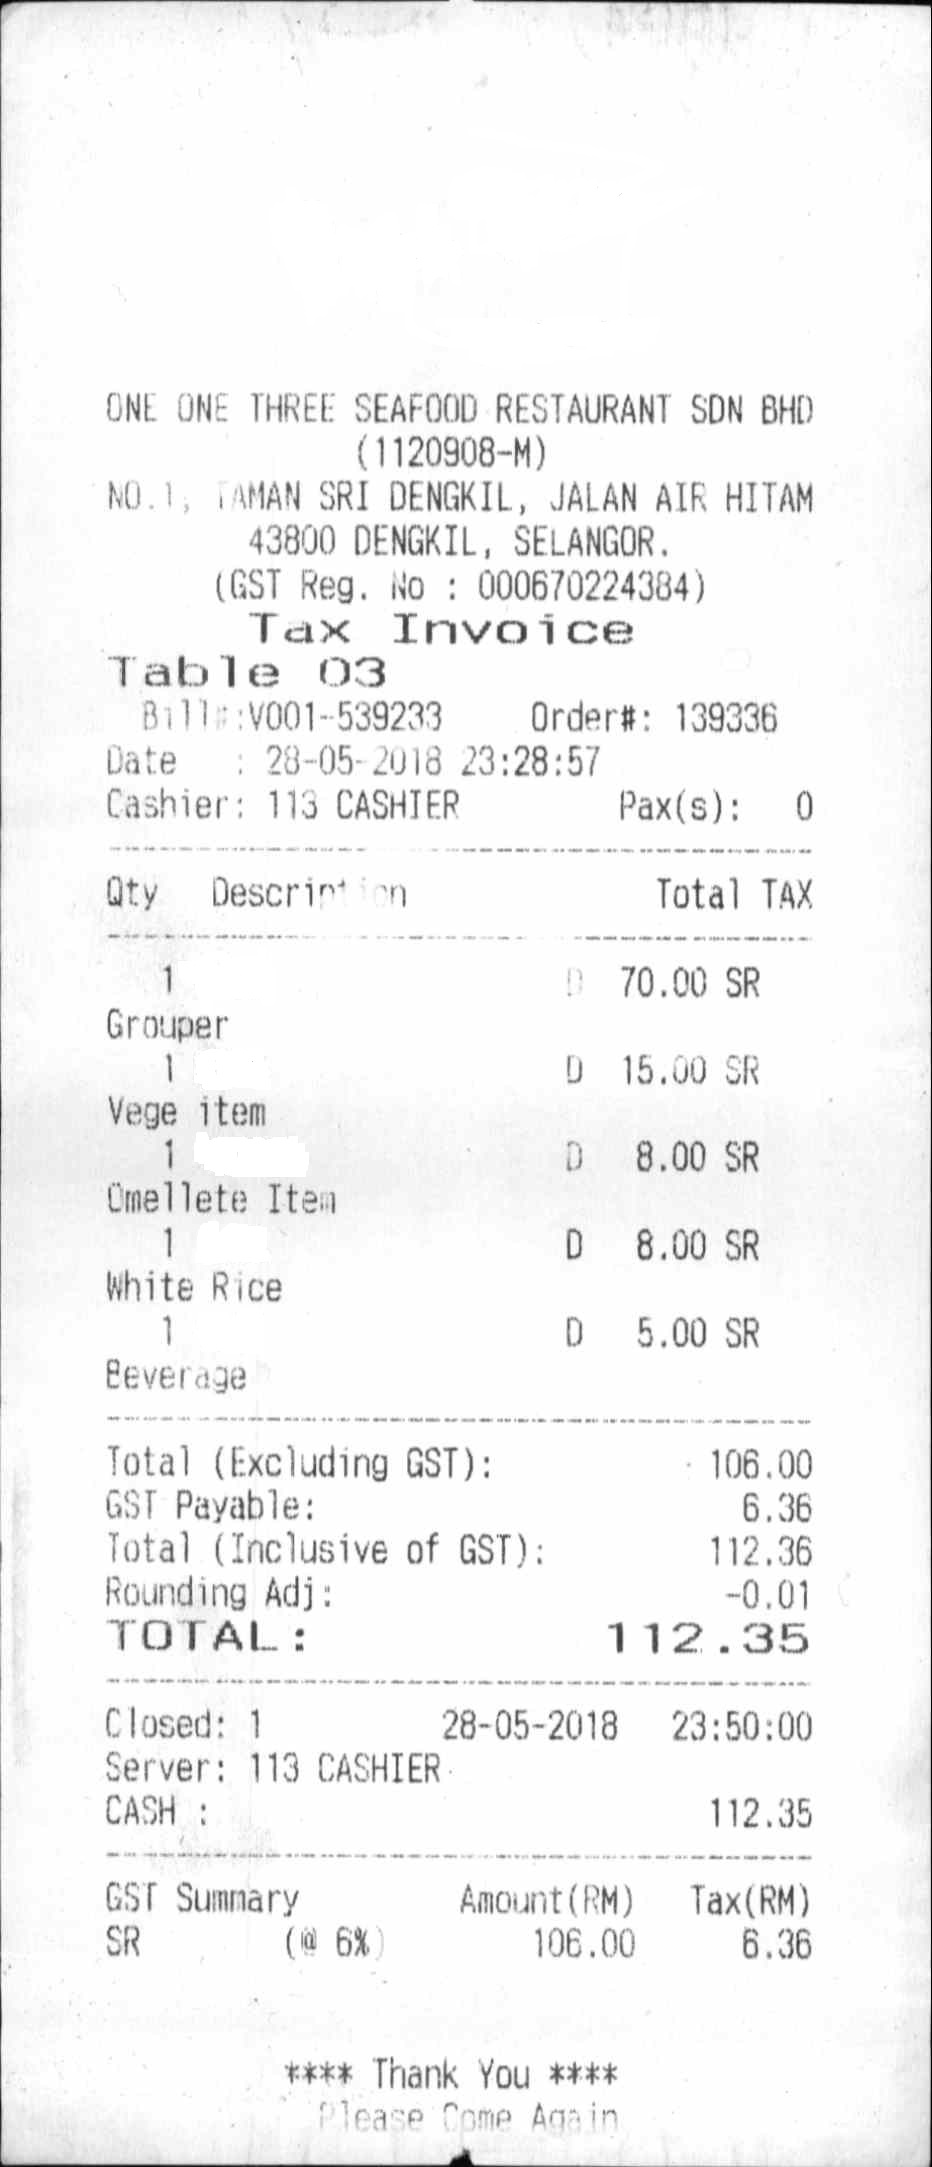 ONE ONE THREE SEAFOOD RESTAURANT SDN BHD
(1120908-M)
NO.1, TAMAN SRI DENGKIL, JALAN AIR HITAM
43800 DENGKIL, SELANGOR.
(GST Reg. No : 000670224384)
Tax Invoice
Table 03
Bill#:V001-539233 Order#: 139336
Date : 28-05-2018 23:28:57
Cashier: 113 CASHIER Pax(s): 0
Qty Description Total TAX
1 D 70.00 SR
Grouper
1 D 15.00 SR
Vege item
1 D 8.00 SR
Omellete Item
1 D 8.00 SR
White Rice
1 D 5.00 SR
Beverage
Total (Excluding GST): 106.00
GST Payable: 6.36
Total (Inclusive of GST): 112.36
Rounding Adj: -0.01
TOTAL: 112.35
Closed: 1 28-05-2018 23:50:00
Server: 113 CASHIER
CASH : 112.35
GST Summary Amount(RM) Tax(RM)
SR (@ 6%) 106.00 6.36
**** Thank You ****
Please Come Again